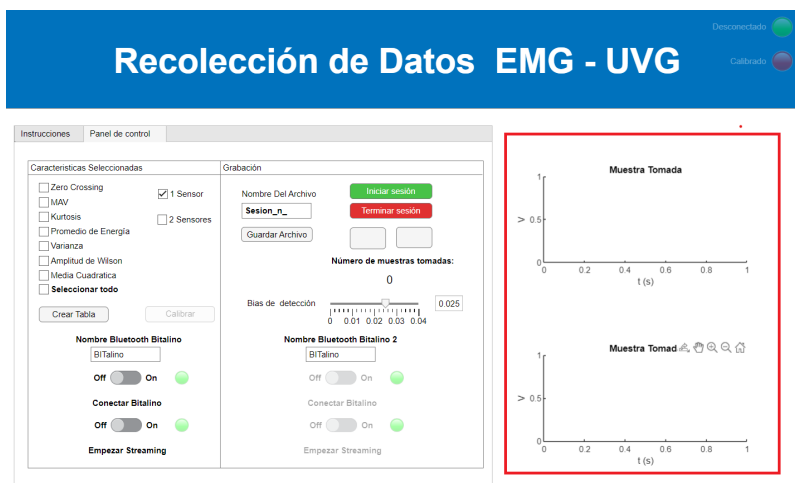 Desconectado
Recolección de Datos EMG - UVG
Calibrado
Instrucciones
Panel de control
Caracteristicas Seleccionadas
Zero Crossing
MAV
Kurtosis
Promedio de Energía
Varianza
Amplitud de Wilson
Media Cuadratica
Seleccionar todo
1 Sensor
2 Sensores
Crear Tabla
Calibrar
Nombre Bluetooth Bitalino
BITalino
Off On
Conectar Bitalino
Off On
Empezar Streaming
Grabación
Nombre Del Archivo
Sesion_n_
Guardar Archivo
Iniciar sesión
Terminar sesión
Número de muestras tomadas:
0
Bias de detección
0 0.01 0.02 0.03 0.04
0.025
Nombre Bluetooth Bitalino 2
BITalino
Off On
Conectar Bitalino
Off On
Empezar Streaming
Muestra Tomada
1
V 0.5
0
0 0.2 0.4 0.6 0.8 1
t (s)
Muestra Tomad
1
V 0.5
0
0 0.2 0.4 0.6 0.8 1
t (s)